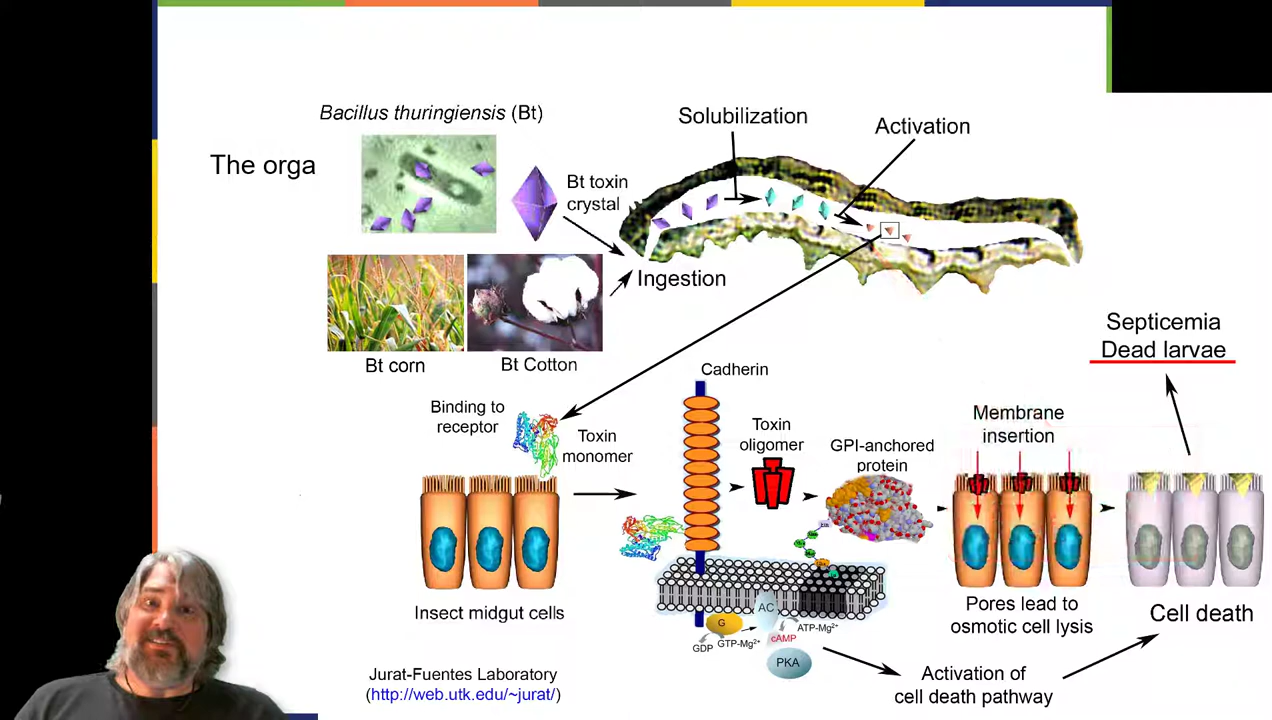 Bacillus thuringiensis (Bt)
The orga
Solubilization
Activation
Bt toxin
crystal
Ingestion
Bt corn
Bt Cotton
Septicemia
Dead larvae
Binding to
receptor
Toxin
monomer
Cadherin
Toxin
oligomer
GPI-anchored
protein
Membrane
insertion
Insect midgut cells
G
AC
GDP
GTP-Mg2+
cAMP
ATP-Mg2+
PKA
Pores lead to
osmotic cell lysis
Cell death
Activation of
cell death pathway
Jurat-Fuentes Laboratory
(http://web.utk.edu/~jurat/)